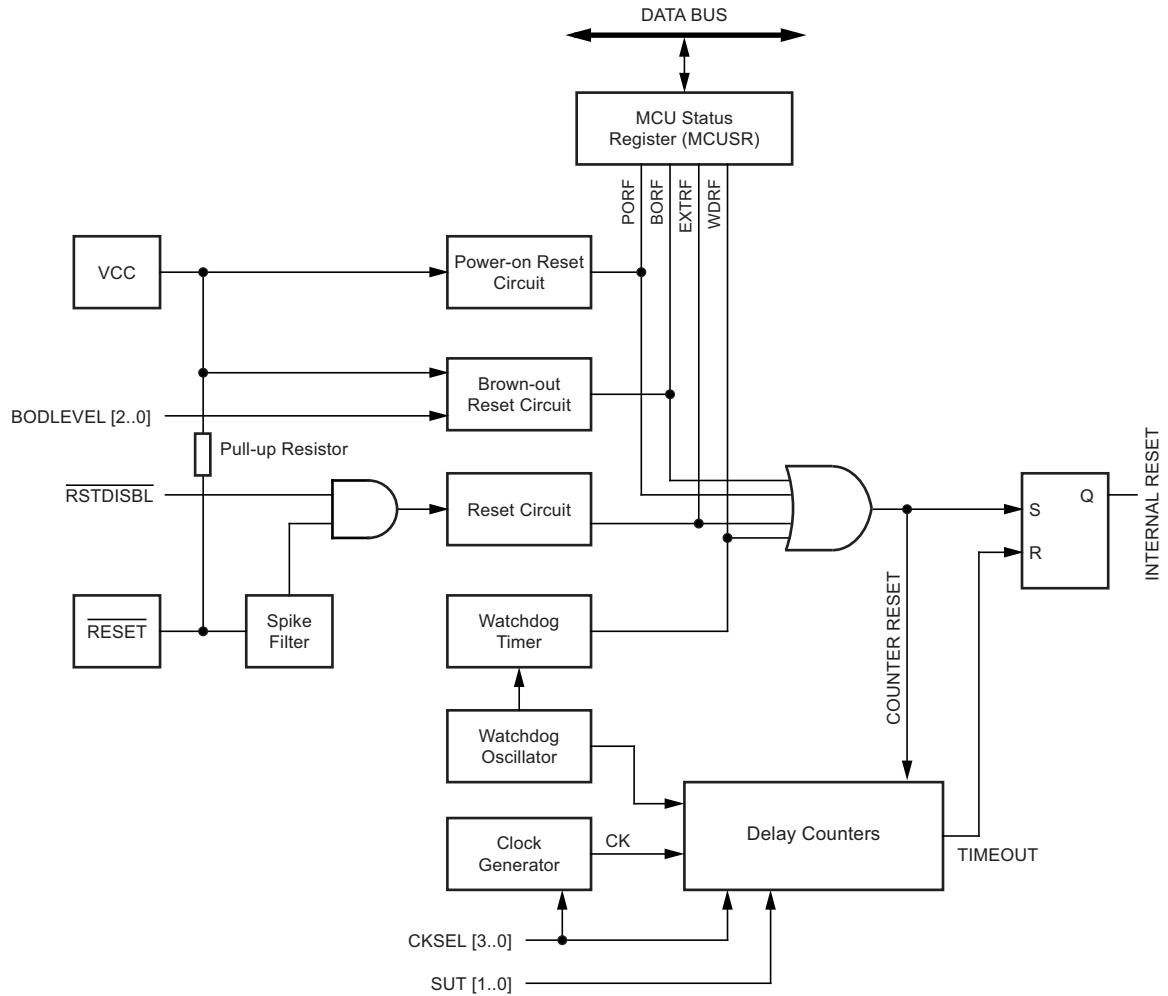 DATA BUS
MCU Status
Register (MCUSR)
PORF
BORF
EXTRF
WDRF
VCC
Power-on Reset
Circuit
Brown-out
Reset Circuit
BODLEVEL [2..0]
Pull-up Resistor
RSTDISBL
Reset Circuit
S
Q
R
INTERNAL RESET
RESET
Spike
Filter
Watchdog
Timer
COUNTER RESET
Watchdog
Oscillator
Clock
Generator
CK
Delay Counters
TIMEOUT
CKSEL [3..0]
SUT [1..0]